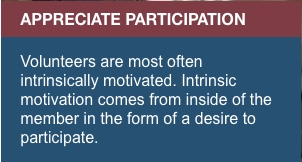 APPRECIATE PARTICIPATION
Volunteers are most often
intrinsically motivated. Intrinsic
motivation comes from inside of the
member in the form of a desire to
participate.